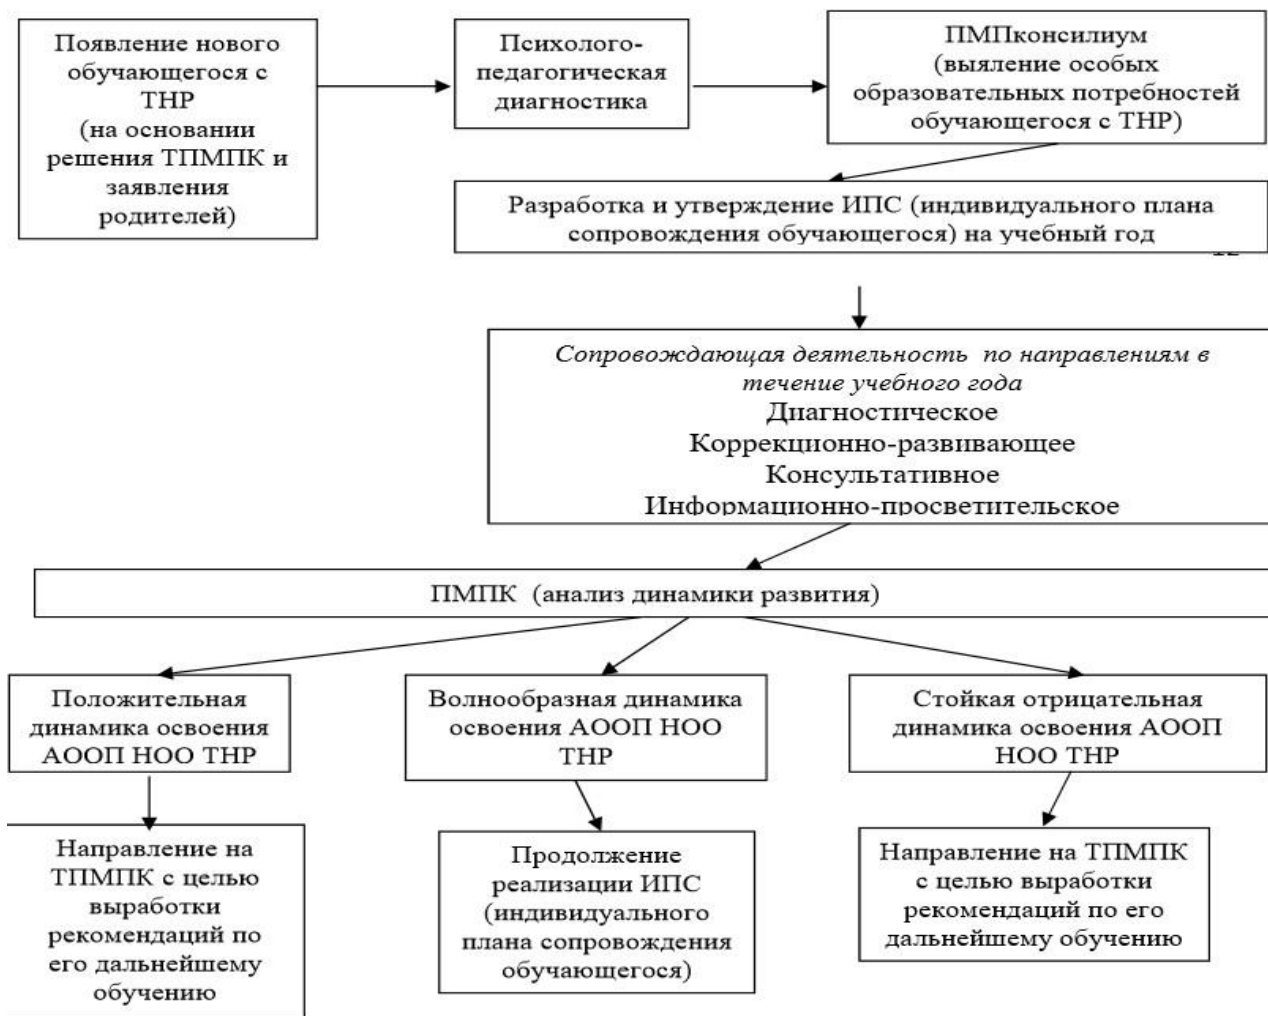 Появление нового
обучающегося с
ТНР
(на основании
решения ТПМПК и
заявления
родителей)
Психолого-
педагогическая
диагностика
ПМПконсилиум
(выяление особых
образовательных потребностей
обучающегося с ТНР)
Разработка и утверждение ИПС (индивидуального плана
сопровождения обучающегося) на учебный год
Сопровождающая деятельность по направлениям в
течение учебного года
Диагностическое
Коррекционно-развивающее
Консультативное
Информационно-просветительское
ПМПК (анализ динамики развития)
Положительная
динамика освоения
АООП НОО ТНР
Волнообразная динамика
освоения АООП НОО
ТНР
Стойкая отрицательная
динамика освоения АООП
НОО ТНР
Направление на
ТПМПК с целью
выработки
рекомендаций по
его дальнейшему
обучению
Продолжение
реализации ИПС
(индивидуального
плана сопровождения
обучающегося)
Направление на ТПМПК
с целью выработки
рекомендаций по его
дальнейшему обучению